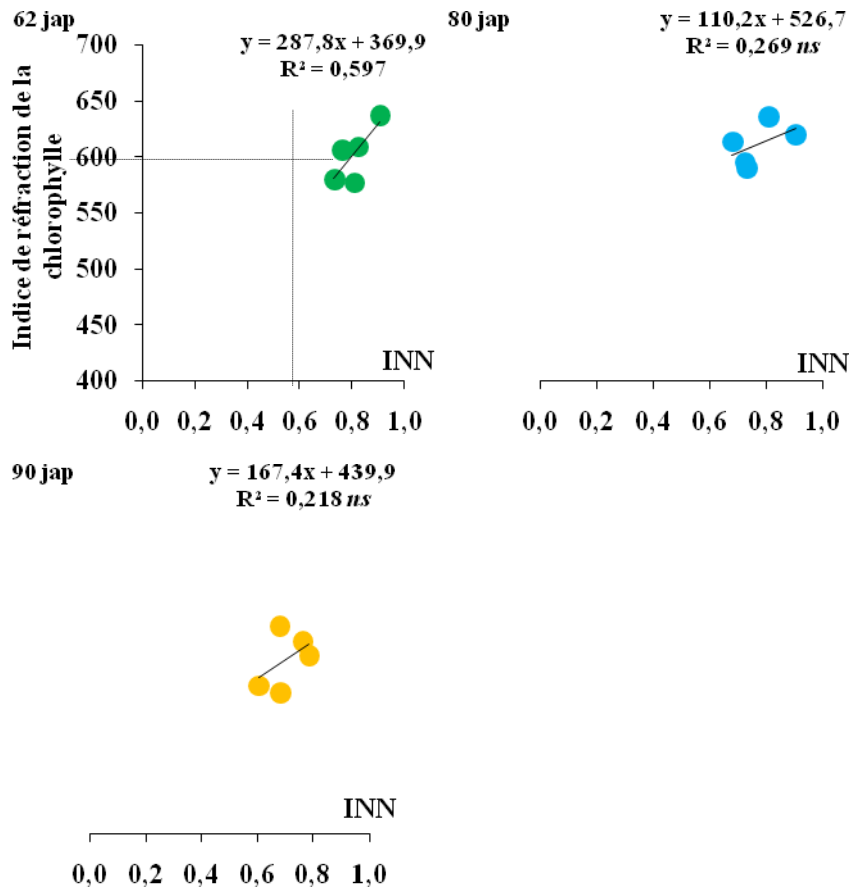 62 jap
y = 287,8x + 369,9
R² = 0,597
Indice de réfraction de la
chlorophylle
700
650
600
550
500
450
400
INN
0,0 0,2 0,4 0,6 0,8 1,0
80 jap
y = 110,2x + 526,7
R² = 0,269 ns
INN
0,0 0,2 0,4 0,6 0,8 1,0
90 jap
y = 167,4x + 439,9
R² = 0,218 ns
INN
0,0 0,2 0,4 0,6 0,8 1,0